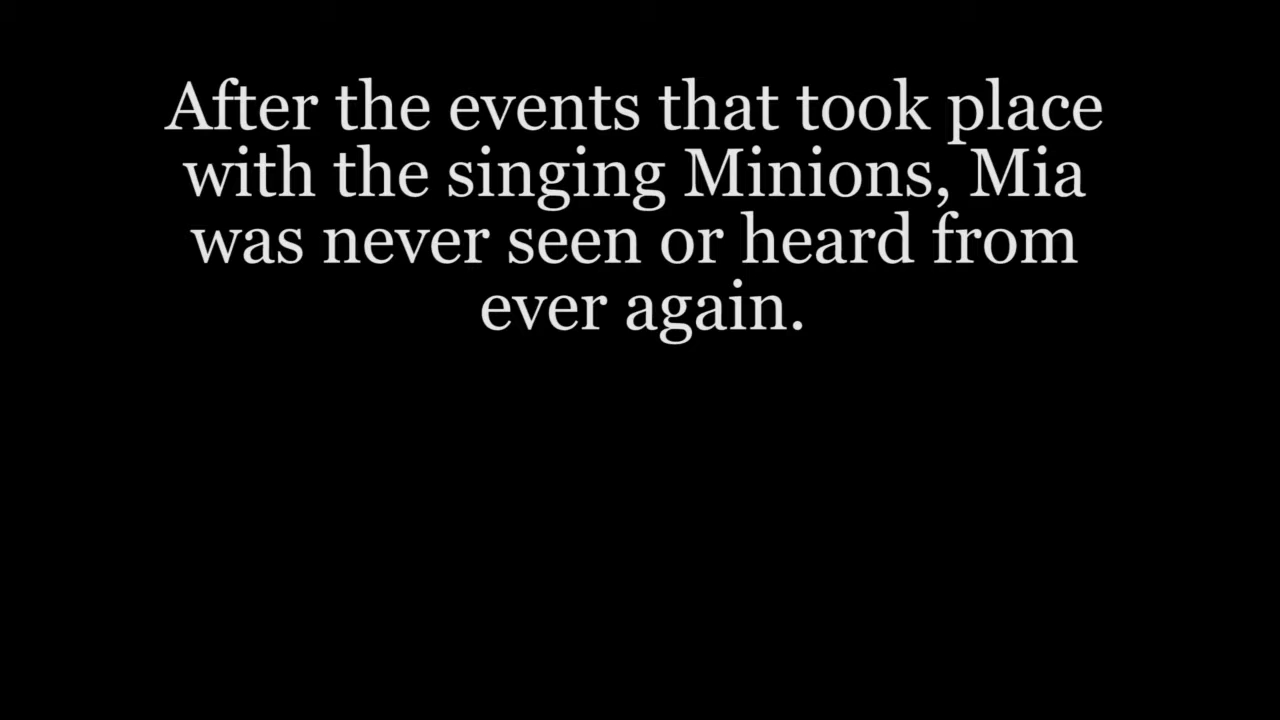 After the events that took place
with the singing Minions, Mia
was never seen or heard from
ever again.